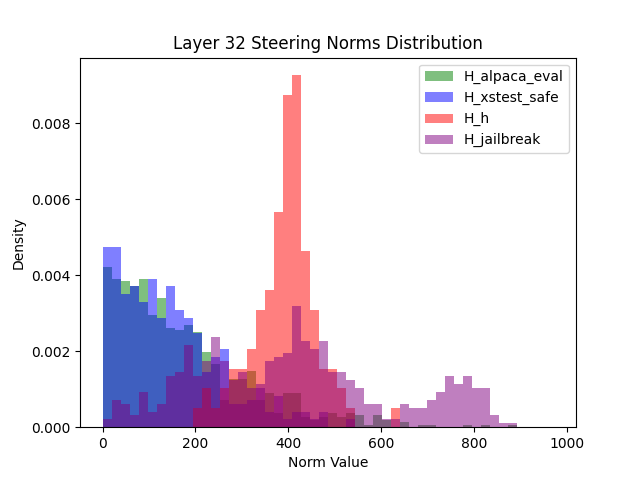 Layer 32 Steering Norms Distribution
H_alpaca_eval
H_xstest_safe
H_h
H_jailbreak
Density
0.008
0.006
0.004
0.002
0.000
0
200
400
600
800
1000
Norm Value